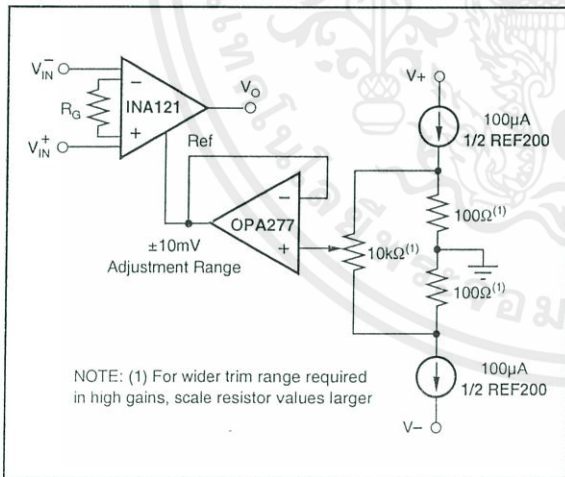 V−IN
RG
V+IN
INA121
VO
Ref
OPA277
±10mV
Adjustment Range
10kΩ(1)
V+
100µA
1/2 REF200
100Ω(1)
100Ω(1)
100µA
1/2 REF200
V−
NOTE: (1) For wider trim range required
in high gains, scale resistor values larger